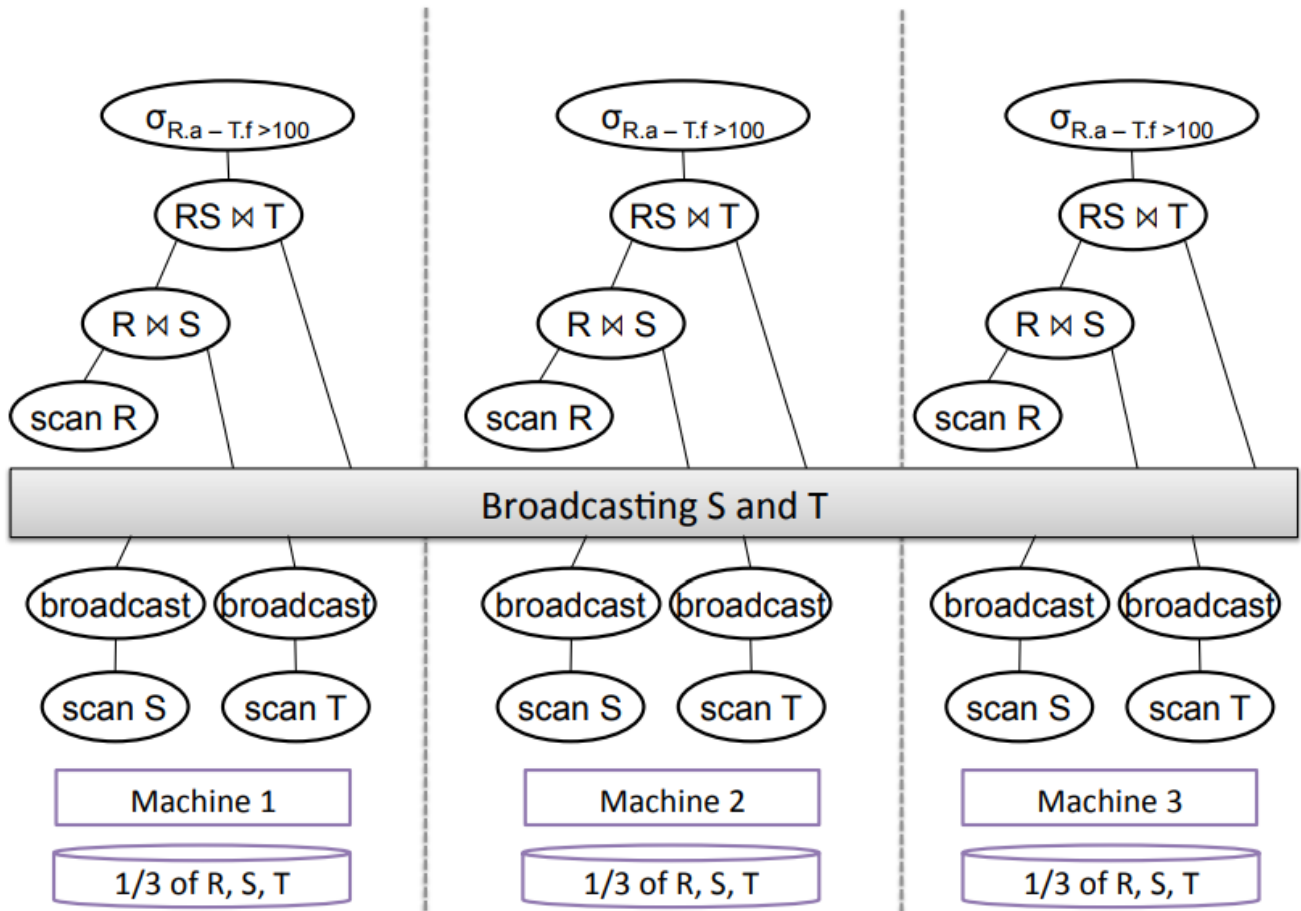 σR.a – T.f >100 σR.a – T.f >100 σR.a – T.f >100
RS ⋈ T RS ⋈ T RS ⋈ T
R ⋈ S R ⋈ S R ⋈ S
scan R scan R scan R
Broadcasting S and T
broadcast broadcast broadcast broadcast broadcast broadcast
scan S scan T scan S scan T scan S scan T
Machine 1 Machine 2 Machine 3
1/3 of R, S, T 1/3 of R, S, T 1/3 of R, S, T